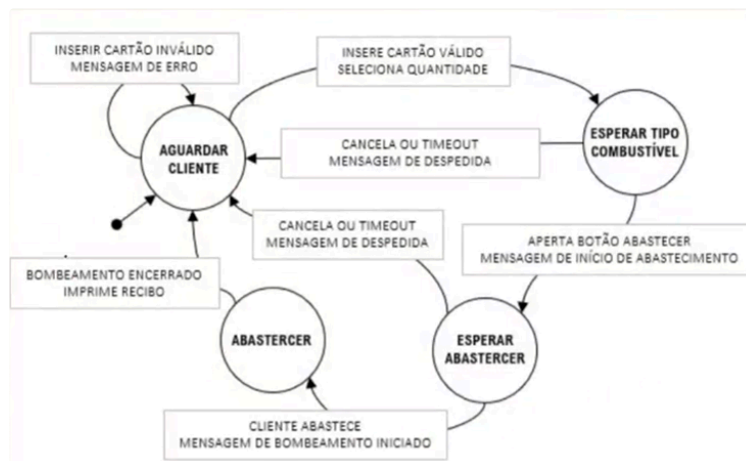 INSERIR CARTÃO INVÁLIDO
MENSAGEM DE ERRO
INSERE CARTÃO VÁLIDO
SELECIONA QUANTIDADE
AGUARDAR
CLIENTE
CANCELA OU TIMEOUT
MENSAGEM DE DESPEDIDA
ESPERAR TIPO
COMBUSTÍVEL
CANCELA OU TIMEOUT
MENSAGEM DE DESPEDIDA
APERTA BOTÃO ABASTECER
MENSAGEM DE INÍCIO DE ABASTECIMENTO
BOMBEAMENTO ENCERRADO
IMPRIME RECIBO
ABASTERCER
ESPERAR
ABASTERCER
CLIENTE ABASTECE
MENSAGEM DE BOMBEAMENTO INICIADO